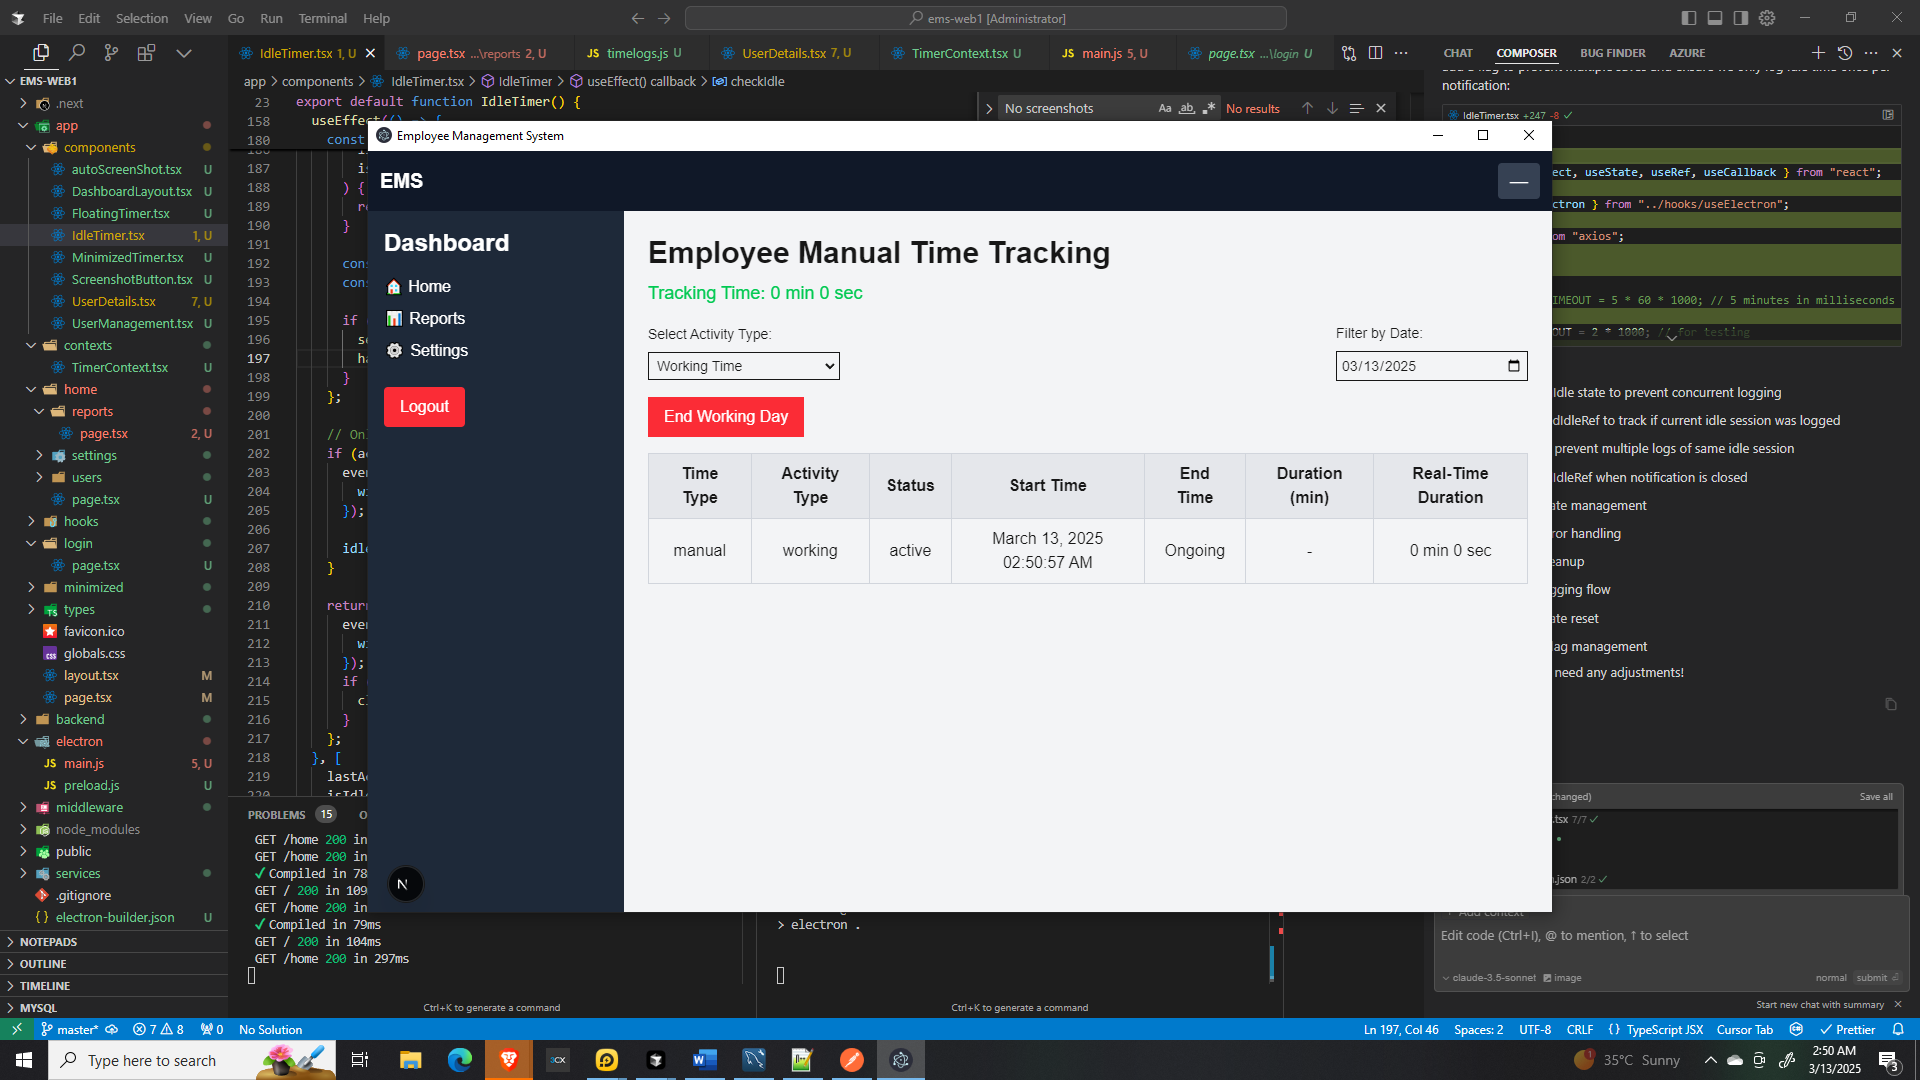 File Edit Selection View Go Run Terminal Help
ems-web1 [Administrator]
IdleTimer.tsx 1, U
page.tsx ...\reports 2, U
timelogs.js U
UserDetails.tsx 7, U
TimerContext.tsx U
main.js 5, U
page.tsx ...\login U
CHAT COMPOSER BUG FINDER AZURE
EMS-WEB1
.next
app
components
autoScreenShot.tsx U
DashboardLayout.tsx U
FloatingTimer.tsx U
IdleTimer.tsx 1, U
MinimizedTimer.tsx U
ScreenshotButton.tsx U
UserDetails.tsx 7, U
UserManagement.tsx U
contexts
TimerContext.tsx U
home
reports
page.tsx 2, U
settings
users
page.tsx U
hooks
login
page.tsx U
minimized
types
favicon.ico
globals.css
layout.tsx M
page.tsx M
backend
electron
main.js 5, U
preload.js U
middleware
node_modules
public
services
.gitignore
electron-builder.json U
NOTEPADS
OUTLINE
TIMELINE
MYSQL
app > components > IdleTimer.tsx > IdleTimer > useEffect() callback > checkIdle
23 export default function IdleTimer() {
158 useEffect(() => {
180 const
187 is
188 ) {
189 re
190 }
191
192 cons
193 cons
194
195 if (
196 se
197 ha
198 }
199 };
200
201 // On
202 if (ac
203 even
204 wi
205 });
206
207 idle
208 }
209
210 return
211 even
212 wi
213 });
214 if (
215 cl
216 }
217 };
218 }, [
219 lastAc
220 isIdl
No screenshots
Aa ab .*
No results
Employee Management System
EMS
Dashboard
Home
Reports
Settings
Logout
N
Employee Manual Time Tracking
Tracking Time: 0 min 0 sec
Select Activity Type:
Working Time
Filter by Date:
03/13/2025
End Working Day
Time Type Activity Type Status Start Time End Time Duration (min) Real-Time Duration
manual working active March 13, 2025 02:50:57 AM Ongoing - 0 min 0 sec
notification:
IdleTimer.tsx +247 -8
ect, useState, useRef, useCallback } from "react";
ctron } from "../hooks/useElectron";
om "axios";
IMEOUT = 5 * 60 * 1000; // 5 minutes in milliseconds
OUT = 2 * 1000; // for testing
Idle state to prevent concurrent logging
dIdleRef to track if current idle session was logged
prevent multiple logs of same idle session
IdleRef when notification is closed
ate management
ror handling
eanup
gging flow
ate reset
lag management
need any adjustments!
changed)
Save all
.tsx 7/7
.json 2/2
Add context
Edit code (Ctrl+I), @ to mention, ↑ to select
claude-3.5-sonnet image
normal submit
Start new chat with summary
PROBLEMS 15 O
GET /home 200 in
GET /home 200 in
✓ Compiled in 78
GET / 200 in 109
GET /home 200 in
✓ Compiled in 79ms
GET / 200 in 104ms
GET /home 200 in 297ms
> electron .
Ctrl+K to generate a command
Ctrl+K to generate a command
master* 7 8 0 No Solution
Ln 197, Col 46 Spaces: 2 UTF-8 CRLF {} TypeScript JSX Cursor Tab Prettier
Type here to search
35°C Sunny
2:50 AM
3/13/2025
3